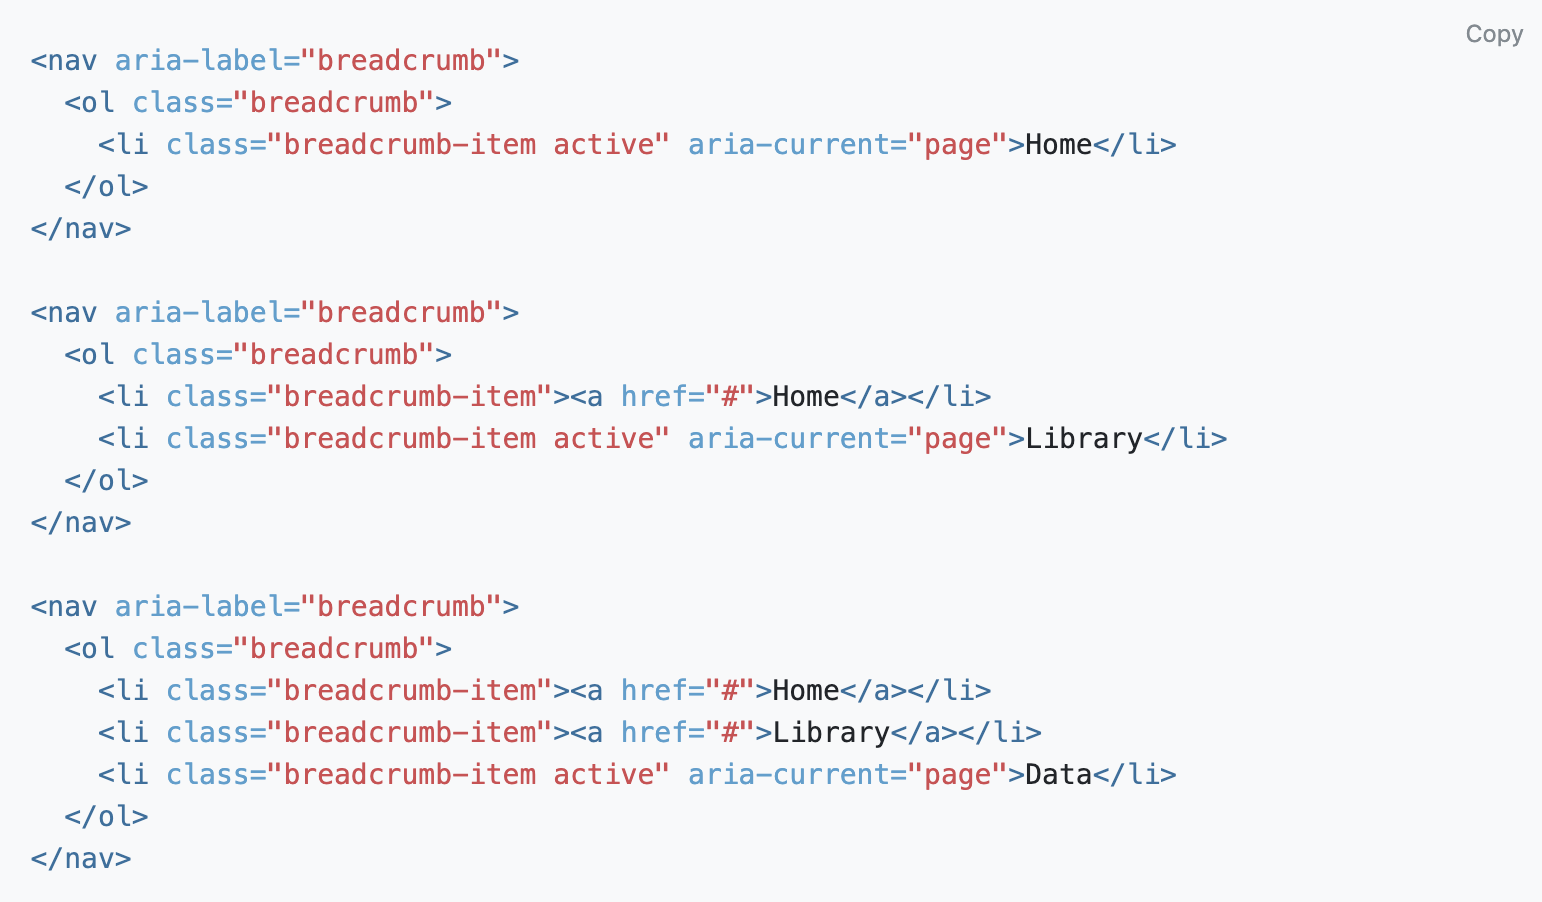 Copy
<nav aria-label="breadcrumb">
  <ol class="breadcrumb">
    <li class="breadcrumb-item active" aria-current="page">Home</li>
  </ol>
</nav>

<nav aria-label="breadcrumb">
  <ol class="breadcrumb">
    <li class="breadcrumb-item"><a href="#">Home</a></li>
    <li class="breadcrumb-item active" aria-current="page">Library</li>
  </ol>
</nav>

<nav aria-label="breadcrumb">
  <ol class="breadcrumb">
    <li class="breadcrumb-item"><a href="#">Home</a></li>
    <li class="breadcrumb-item"><a href="#">Library</a></li>
    <li class="breadcrumb-item active" aria-current="page">Data</li>
  </ol>
</nav>